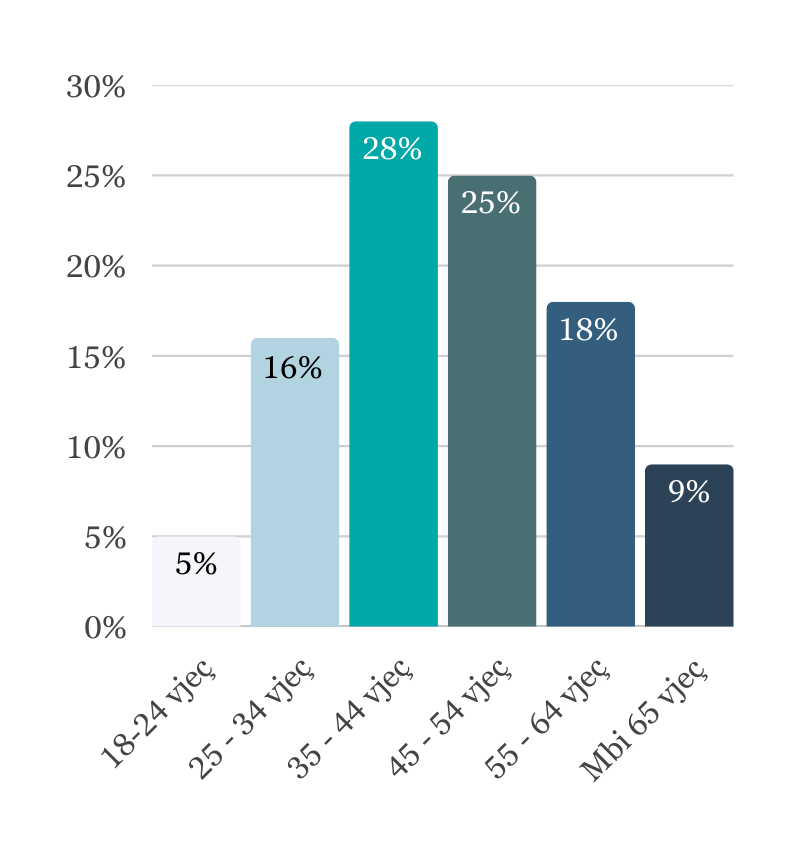 30%
25%
20%
15%
10%
5%
0%
5%
16%
28%
25%
18%
9%
18-24 vjeç
25 - 34 vjeç
35 - 44 vjeç
45 - 54 vjeç
55 - 64 vjeç
Mbi 65 vjeç